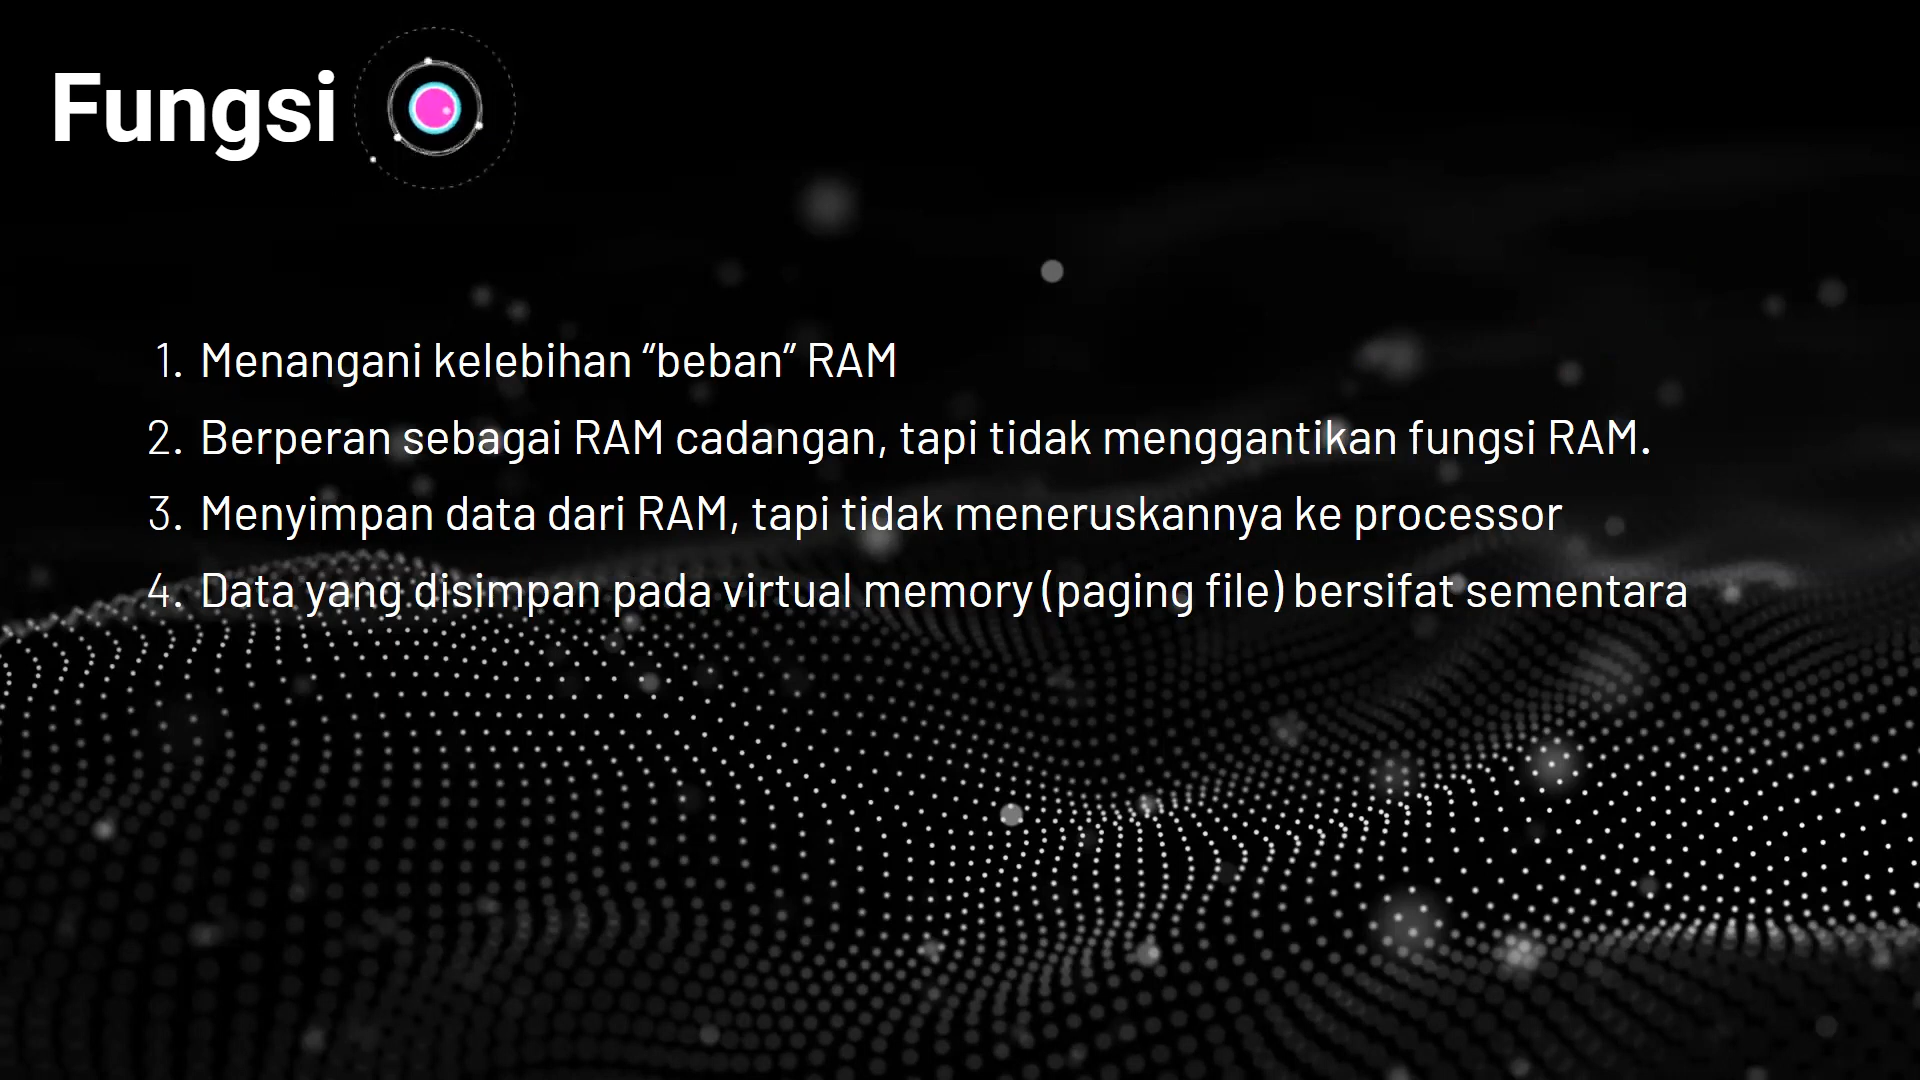 Fungsi
1. Menangani kelebihan “beban” RAM
2. Berperan sebagai RAM cadangan, tapi tidak menggantikan fungsi RAM.
3. Menyimpan data dari RAM, tapi tidak meneruskannya ke processor
4. Data yang disimpan pada virtual memory (paging file) bersifat sementara